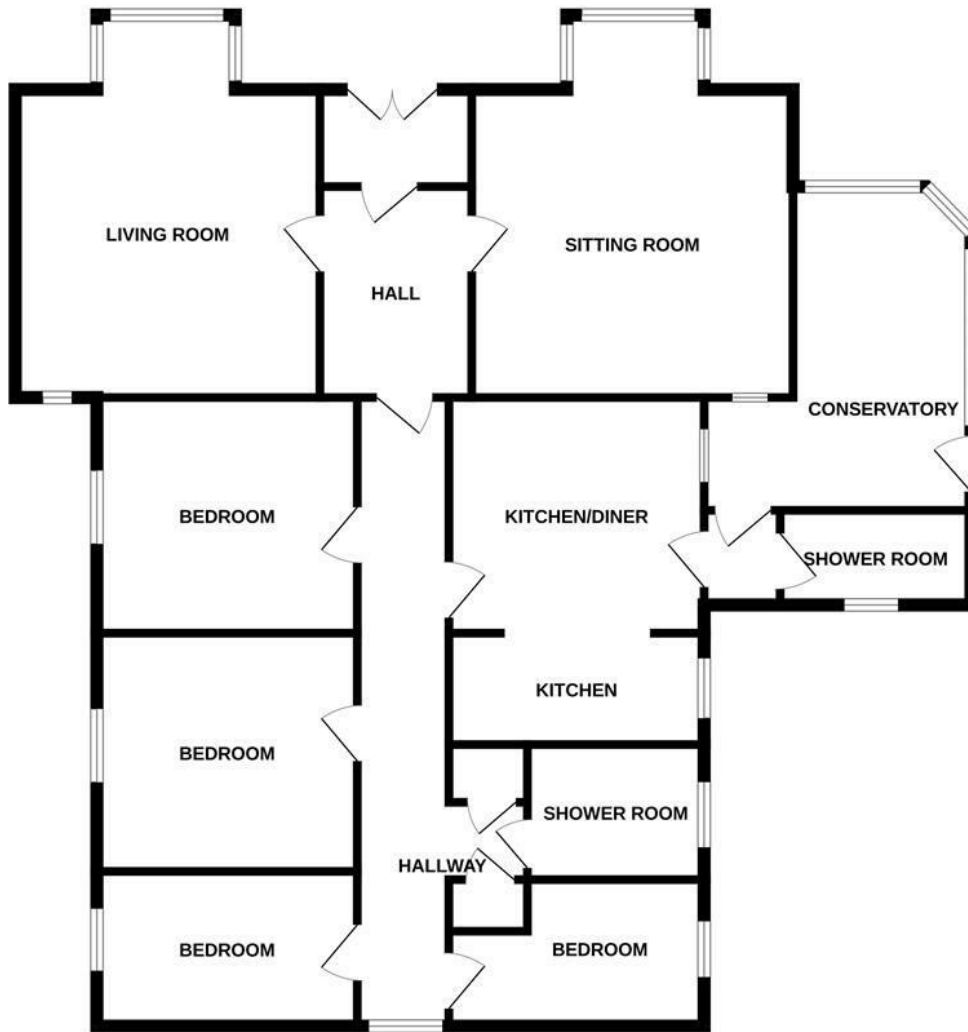 LIVING ROOM
SITTING ROOM
HALL
CONSERVATORY
BEDROOM
KITCHEN/DINER
SHOWER ROOM
KITCHEN
BEDROOM
SHOWER ROOM
HALLWAY
BEDROOM
BEDROOM